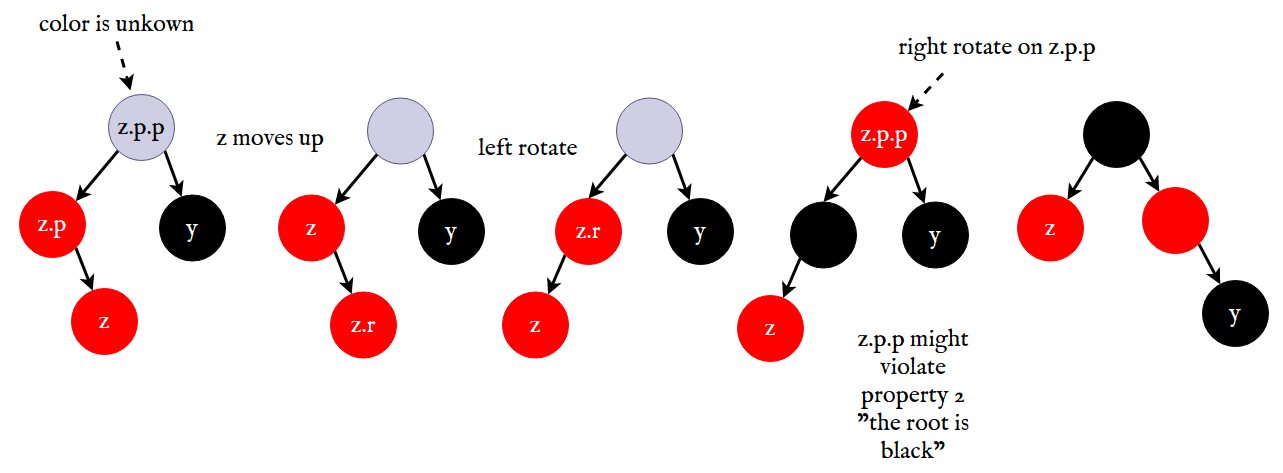 color is unkown
z.p.p
z.p
y
z
z moves up
z
y
z.r
left rotate
z.r
y
z
right rotate on z.p.p
z.p.p
y
z
z.p.p might
violate
property 2
”the root is
black”
z
y